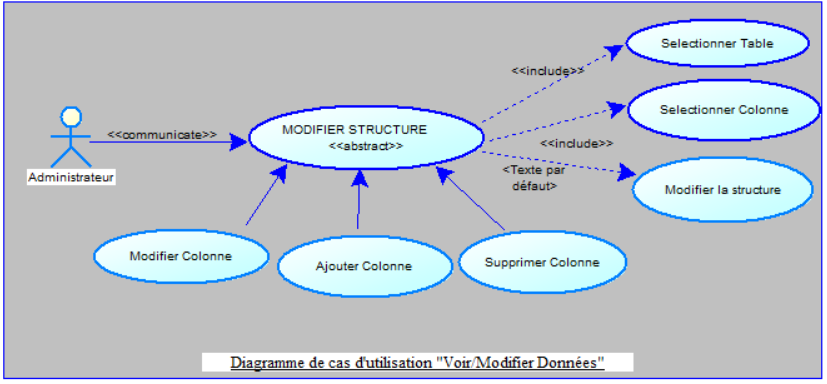 Selectionner Table
<<include>>
Selectionner Colonne
<<communicate>>
MODIFIER STRUCTURE
<<abstract>>
<<include>>
<Texte par
défaut>
Administrateur
Modifier la structure
Modifier Colonne
Ajouter Colonne
Supprimer Colonne
Diagramme de cas d'utilisation "Voir/Modifier Données"